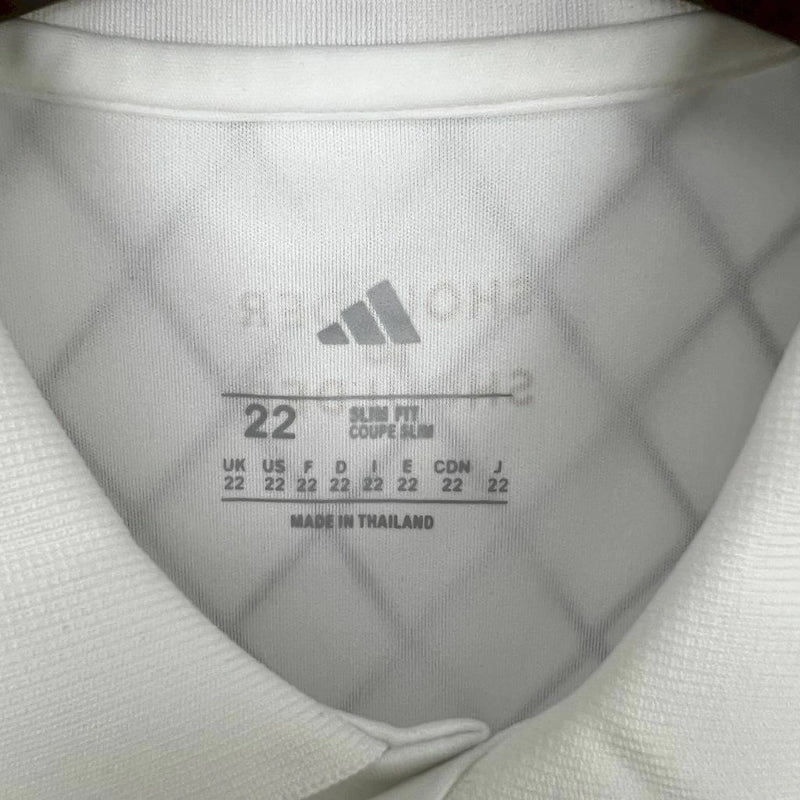 22
SLIM FIT
COUPE SLIM
UK US F D I E CDN J
22 22 22 22 22 22 22 22
MADE IN THAILAND